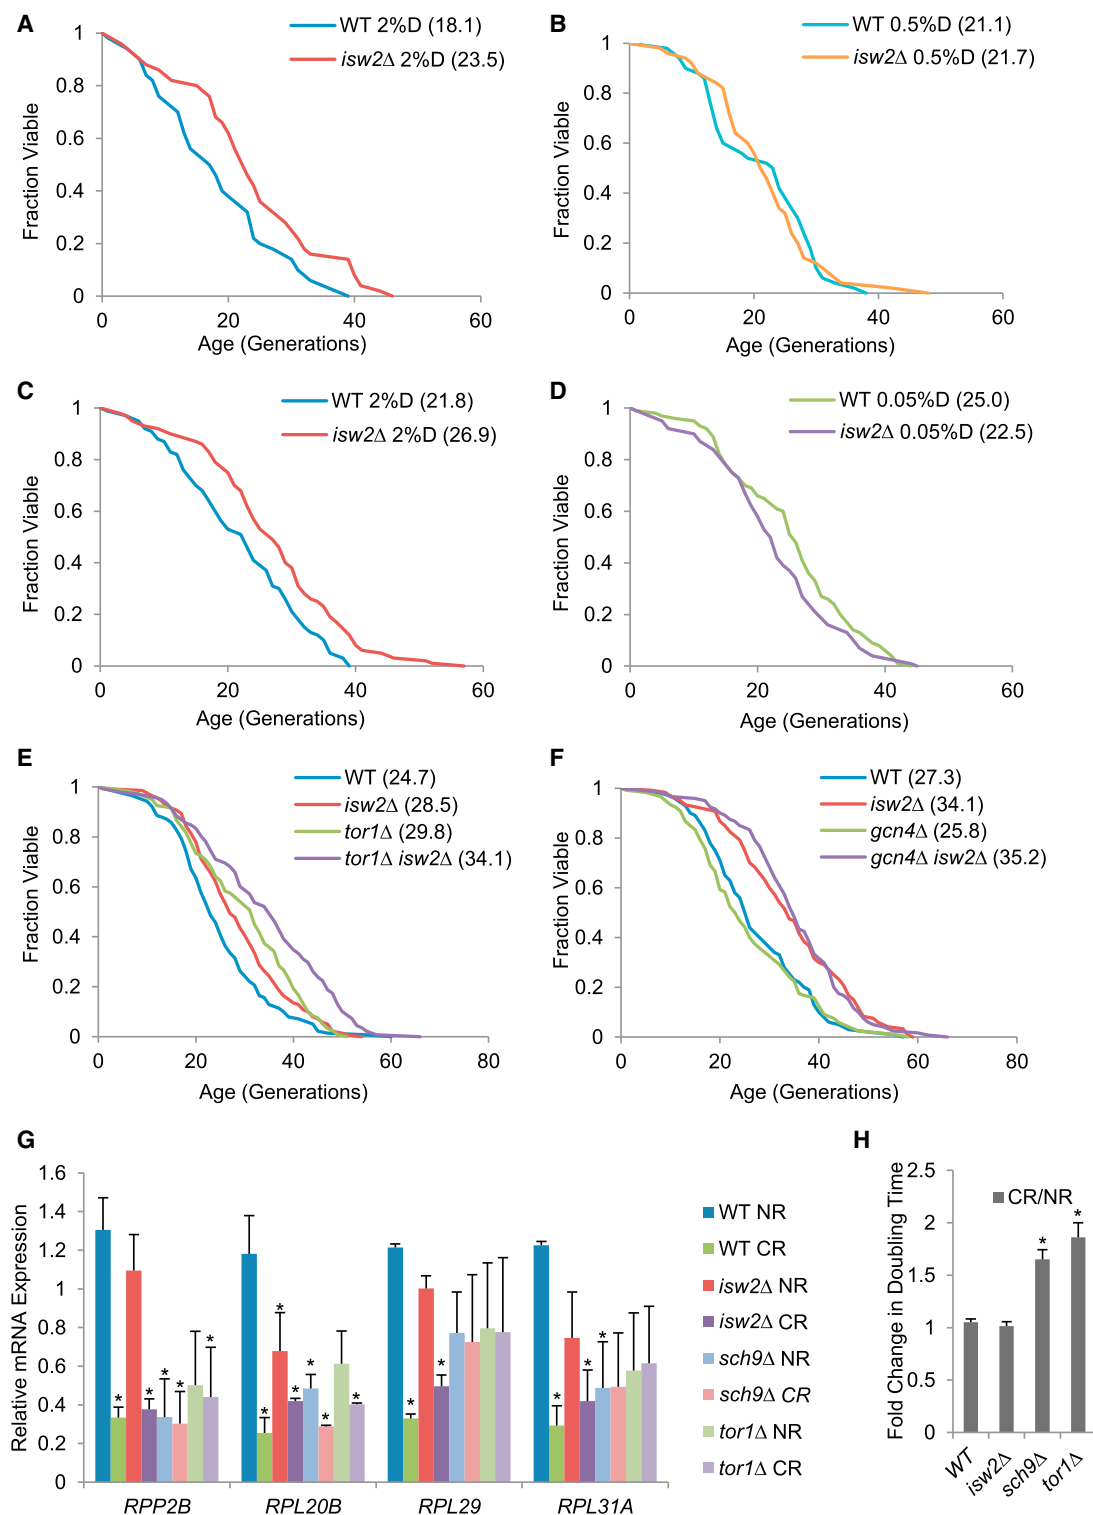 A
WT 2%D (18.1)
isw2Δ 2%D (23.5)
Fraction Viable
1
0.8
0.6
0.4
0.2
0
0
20
40
60
Age (Generations)
B
WT 0.5%D (21.1)
isw2Δ 0.5%D (21.7)
Fraction Viable
1
0.8
0.6
0.4
0.2
0
0
20
40
60
Age (Generations)
C
WT 2%D (21.8)
isw2Δ 2%D (26.9)
Fraction Viable
1
0.8
0.6
0.4
0.2
0
0
20
40
60
Age (Generations)
D
WT 0.05%D (25.0)
isw2Δ 0.05%D (22.5)
Fraction Viable
1
0.8
0.6
0.4
0.2
0
0
20
40
60
Age (Generations)
E
WT (24.7)
isw2Δ (28.5)
tor1Δ (29.8)
tor1Δ isw2Δ (34.1)
Fraction Viable
1
0.8
0.6
0.4
0.2
0
0
20
40
60
80
Age (Generations)
F
WT (27.3)
isw2Δ (34.1)
gcn4Δ (25.8)
gcn4Δ isw2Δ (35.2)
Fraction Viable
1
0.8
0.6
0.4
0.2
0
0
20
40
60
80
Age (Generations)
G
Relative mRNA Expression
1.6
1.4
1.2
1
0.8
0.6
0.4
0.2
0
* * * * *
* * * * * *
* *
* * *
RPP2B
RPL20B
RPL29
RPL31A
WT NR
WT CR
isw2Δ NR
isw2Δ CR
sch9Δ NR
sch9Δ CR
tor1Δ NR
tor1Δ CR
H
Fold Change in Doubling Time
2.5
2
1.5
1
0.5
0
CR/NR
* *
WT
isw2Δ
sch9Δ
tor1Δ